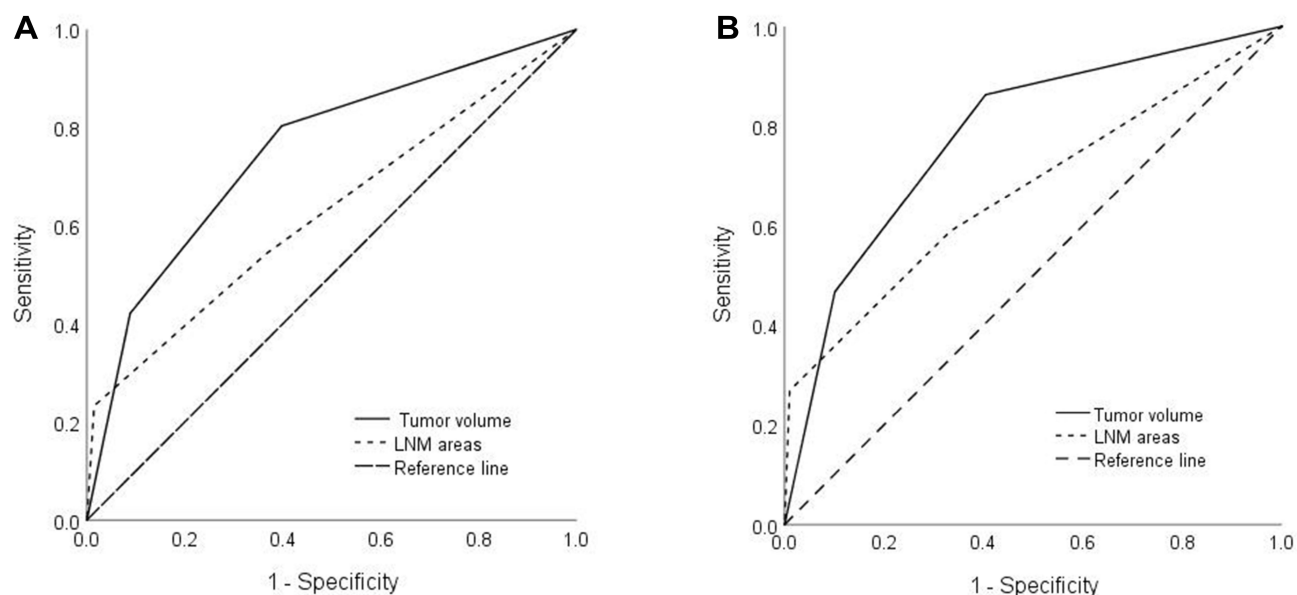 A
1.0
0.8
0.6
0.4
0.2
0.0
Sensitivity
Tumor volume
LNM areas
Reference line
0.0 0.2 0.4 0.6 0.8 1.0
1 - Specificity
B
1.0
0.8
0.6
0.4
0.2
0.0
Sensitivity
Tumor volume
LNM areas
Reference line
0.0 0.2 0.4 0.6 0.8 1.0
1 - Specificity